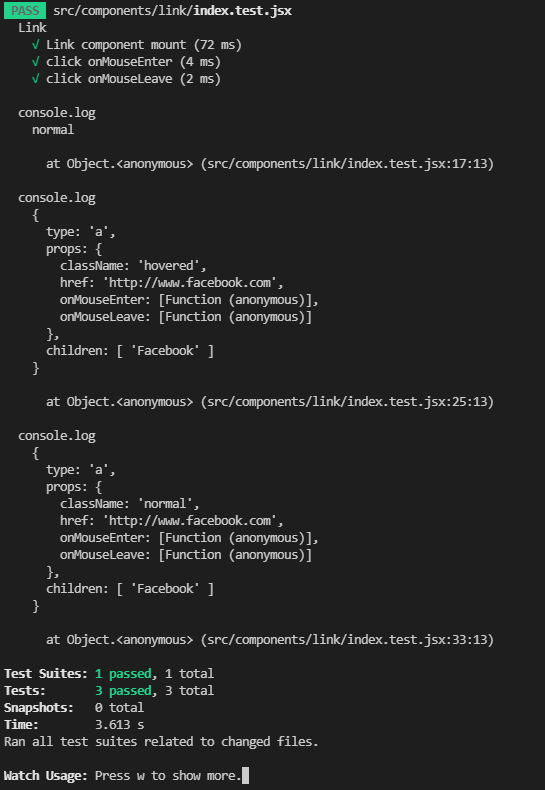 PASS src/components/link/index.test.jsx
Link
√ Link component mount (72 ms)
√ click onMouseEnter (4 ms)
√ click onMouseLeave (2 ms)
console.log
normal
at Object.<anonymous> (src/components/link/index.test.jsx:17:13)
console.log
{
type: 'a',
props: {
className: 'hovered',
href: 'http://www.facebook.com',
onMouseEnter: [Function (anonymous)],
onMouseLeave: [Function (anonymous)]
},
children: [ 'Facebook' ]
}
at Object.<anonymous> (src/components/link/index.test.jsx:25:13)
console.log
{
type: 'a',
props: {
className: 'normal',
href: 'http://www.facebook.com',
onMouseEnter: [Function (anonymous)],
onMouseLeave: [Function (anonymous)]
},
children: [ 'Facebook' ]
}
at Object.<anonymous> (src/components/link/index.test.jsx:33:13)
Test Suites: 1 passed, 1 total
Tests: 3 passed, 3 total
Snapshots: 0 total
Time: 3.613 s
Ran all test suites related to changed files.
Watch Usage: Press w to show more.